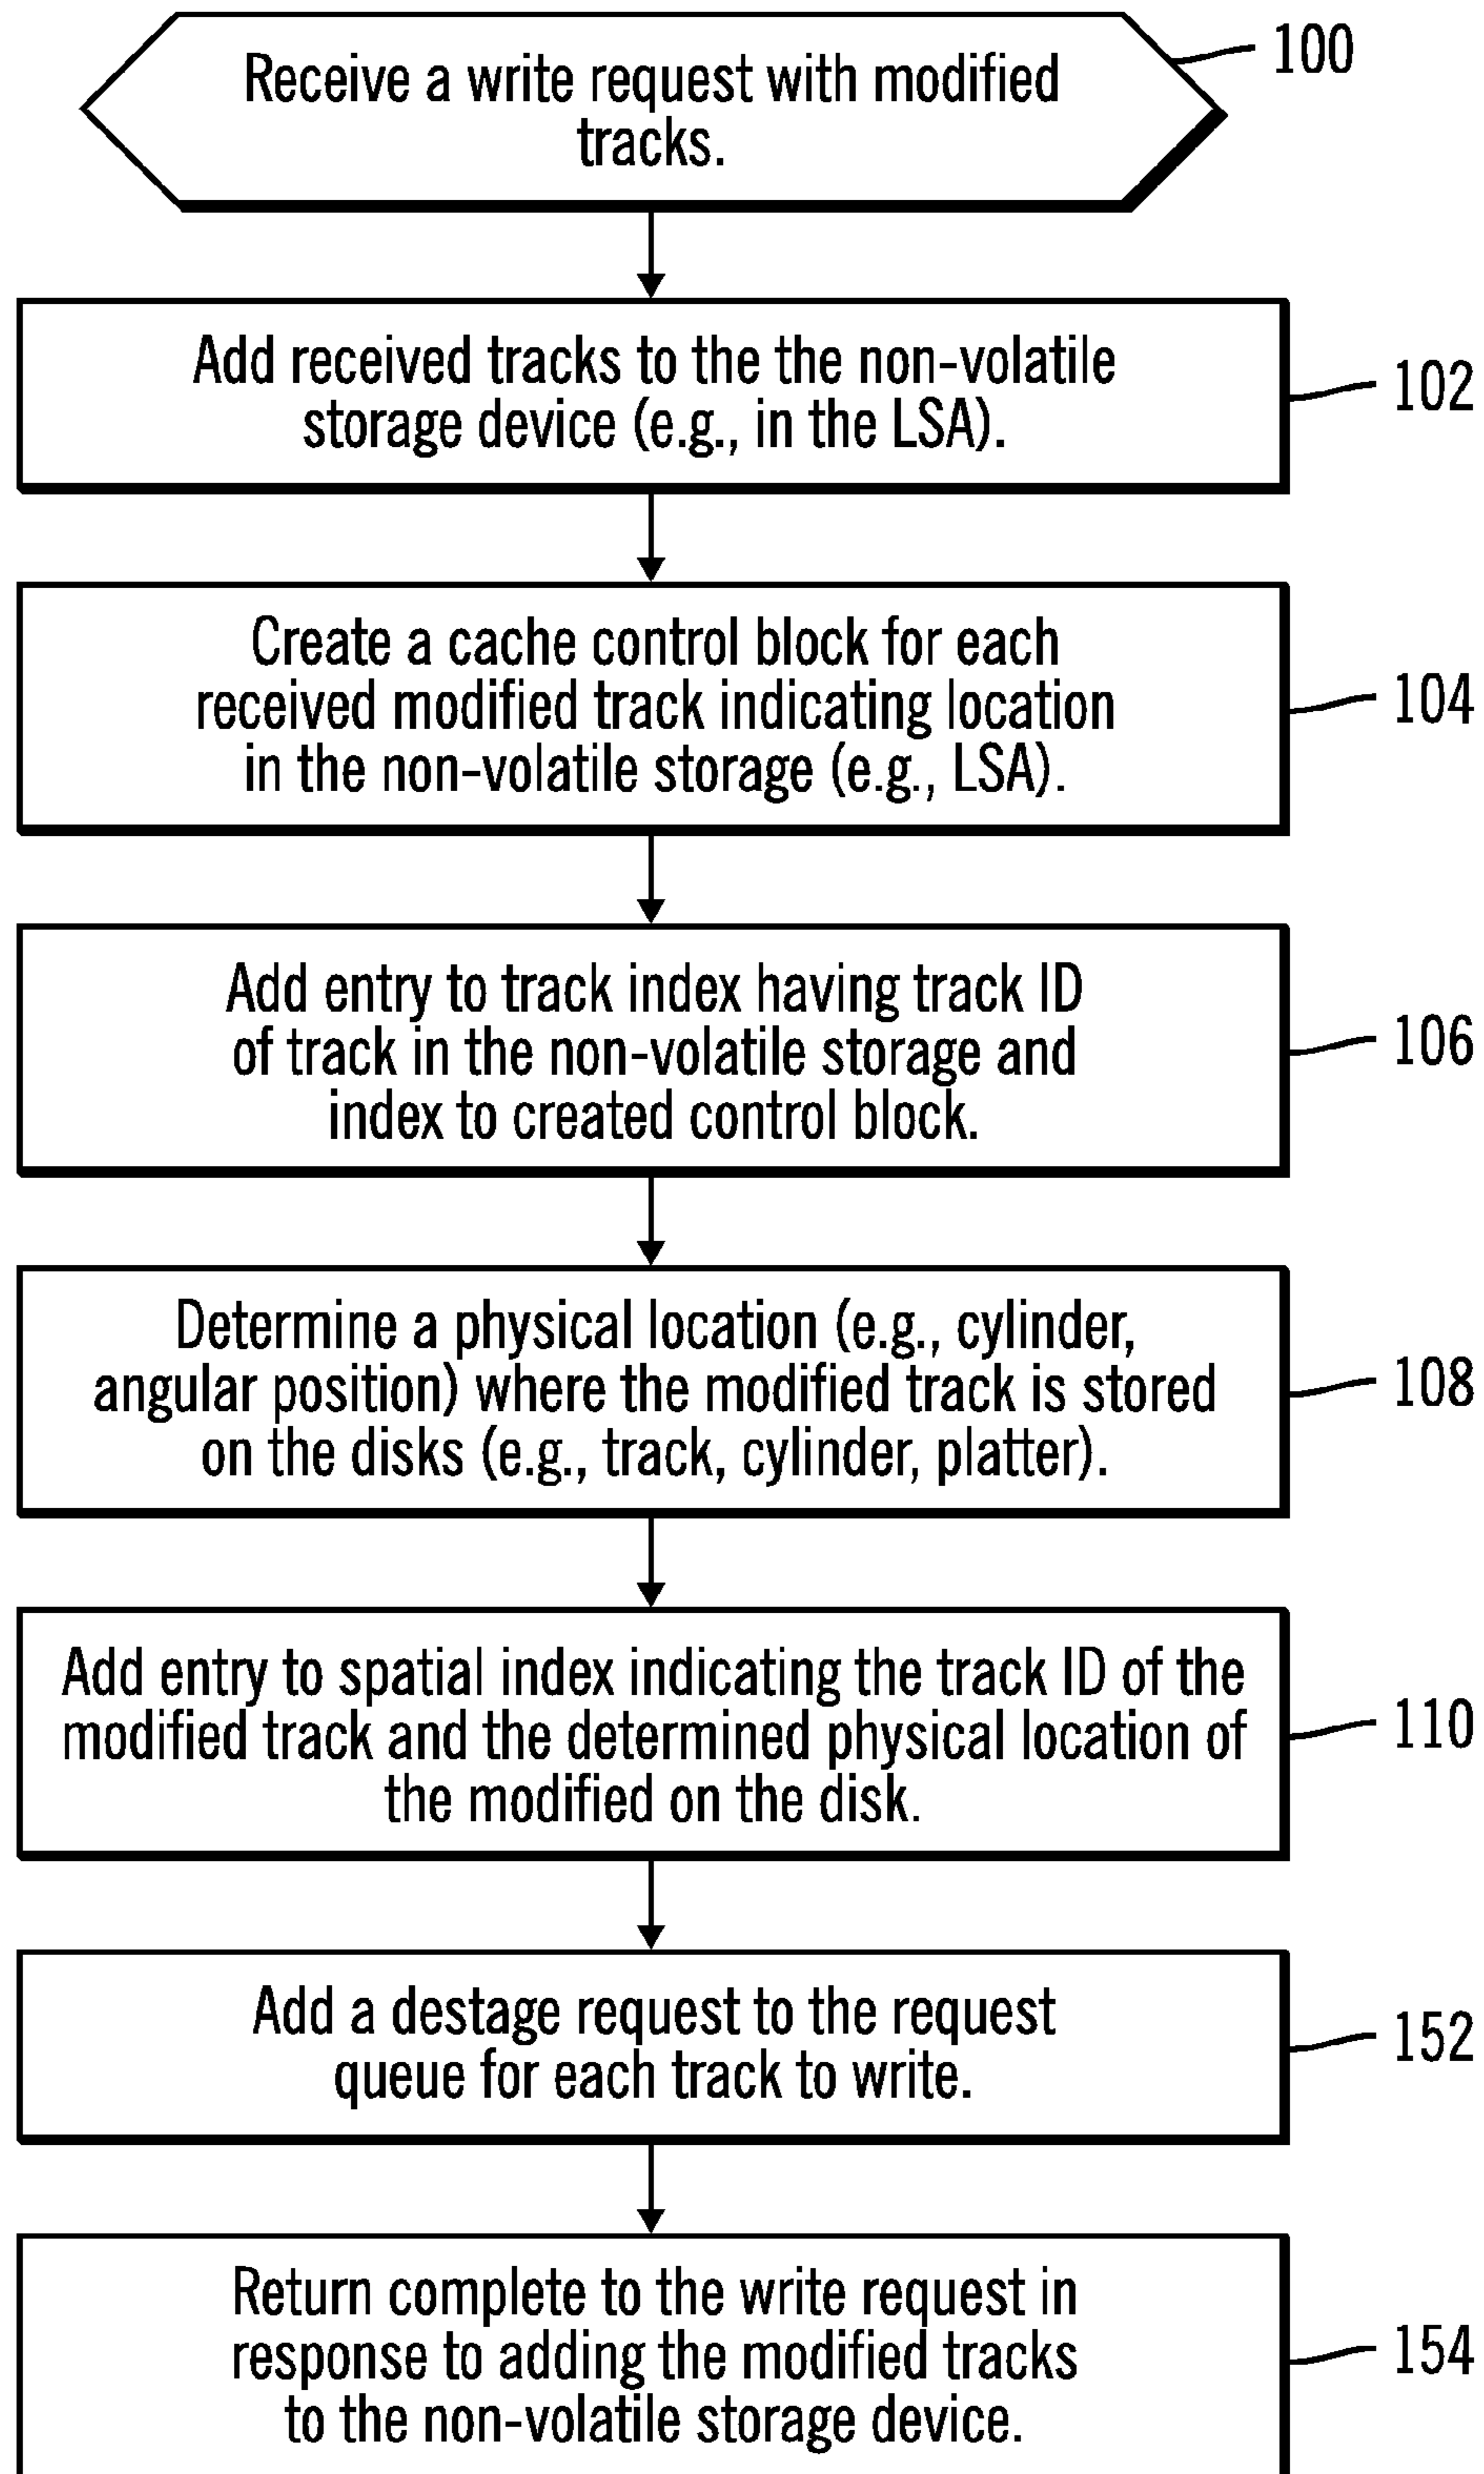 Receive a write request with modified
tracks.
100
Add received tracks to the the non-volatile
storage device (e.g., in the LSA).
102
Create a cache control block for each
received modified track indicating location
in the non-volatile storage (e.g., LSA).
104
Add entry to track index having track ID
of track in the non-volatile storage and
index to created control block.
106
Determine a physical location (e.g., cylinder,
angular position) where the modified track is stored
on the disks (e.g., track, cylinder, platter).
108
Add entry to spatial index indicating the track ID of the
modified track and the determined physical location of
the modified on the disk.
110
Add a destage request to the request
queue for each track to write.
152
Return complete to the write request in
response to adding the modified tracks
to the non-volatile storage device.
154